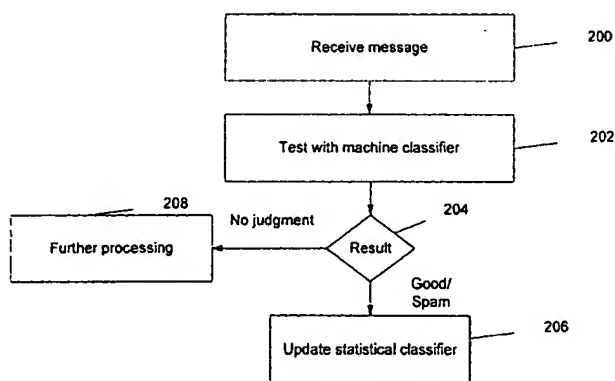 Receive message
200
Test with machine classifier
202
208
No judgment
204
Further processing
Result
Good/
Spam
206
Update statistical classifier